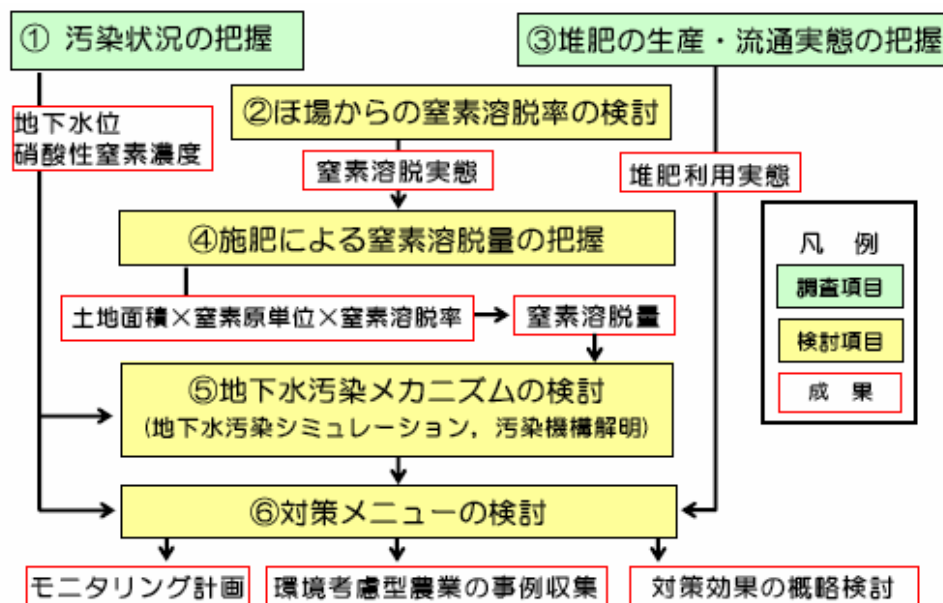 ① 汚染状況の把握
③堆肥の生産・流通実態の把握
地下水位
硝酸性窒素濃度
②ほ場からの窒素溶脱率の検討
窒素溶脱実態
堆肥利用実態
④施肥による窒素溶脱量の把握
土地面積×窒素原単位×窒素溶脱率
窒素溶脱量
凡 例
調査項目
検討項目
成 果
⑤地下水汚染メカニズムの検討
(地下水汚染シミュレーション，汚染機構解明)
⑥対策メニューの検討
モニタリング計画
環境考慮型農業の事例収集
対策効果の概略検討